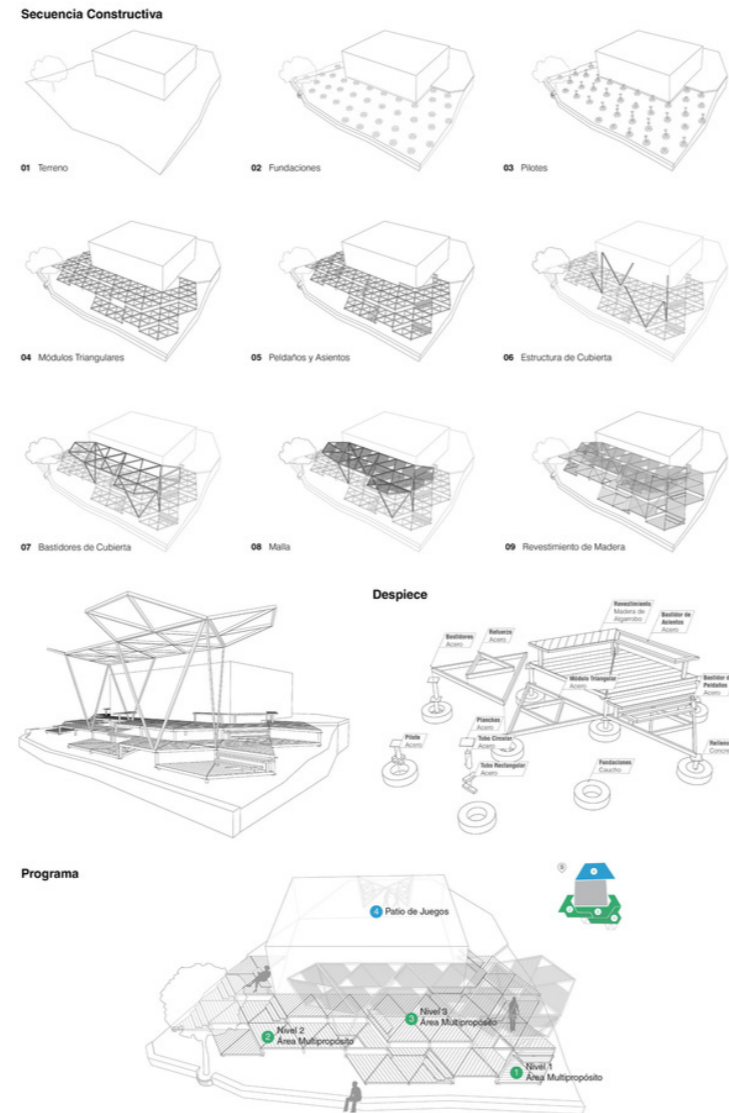 Secuencia Constructiva
01 Terreno
02 Fundaciones
03 Pilotes
04 Módulos Triangulares
05 Peldaños y Asientos
06 Estructura de Cubierta
07 Bastidores de Cubierta
08 Malla
09 Revestimiento de Madera
Despiece
Revestimiento
Madera de
Algarrobo
Bastidor de
Asientos
Acero
Bastidores
Acero
Refuerzo
Acero
Módulo Triangular
Acero
Bastidor de
Peldaños
Acero
Planchas
Acero
Tubo Circular
Acero
Pilote
Acero
Tubo Rectangular
Acero
Fundaciones
Caucho
Programa
4 Patio de Juegos
Nivel 3
3 Área Multipropósito
Nivel 2
2 Área Multipropósito
Nivel 1
1 Área Multipropósito